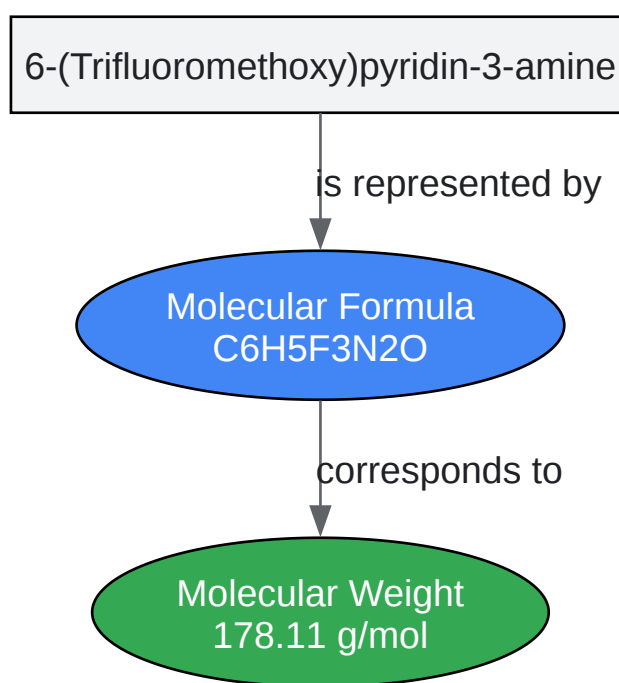 6-(Trifluoromethoxy)pyridin-3-amine
is represented by
Molecular Formula
C6H5F3N2O
corresponds to
Molecular Weight
178.11 g/mol